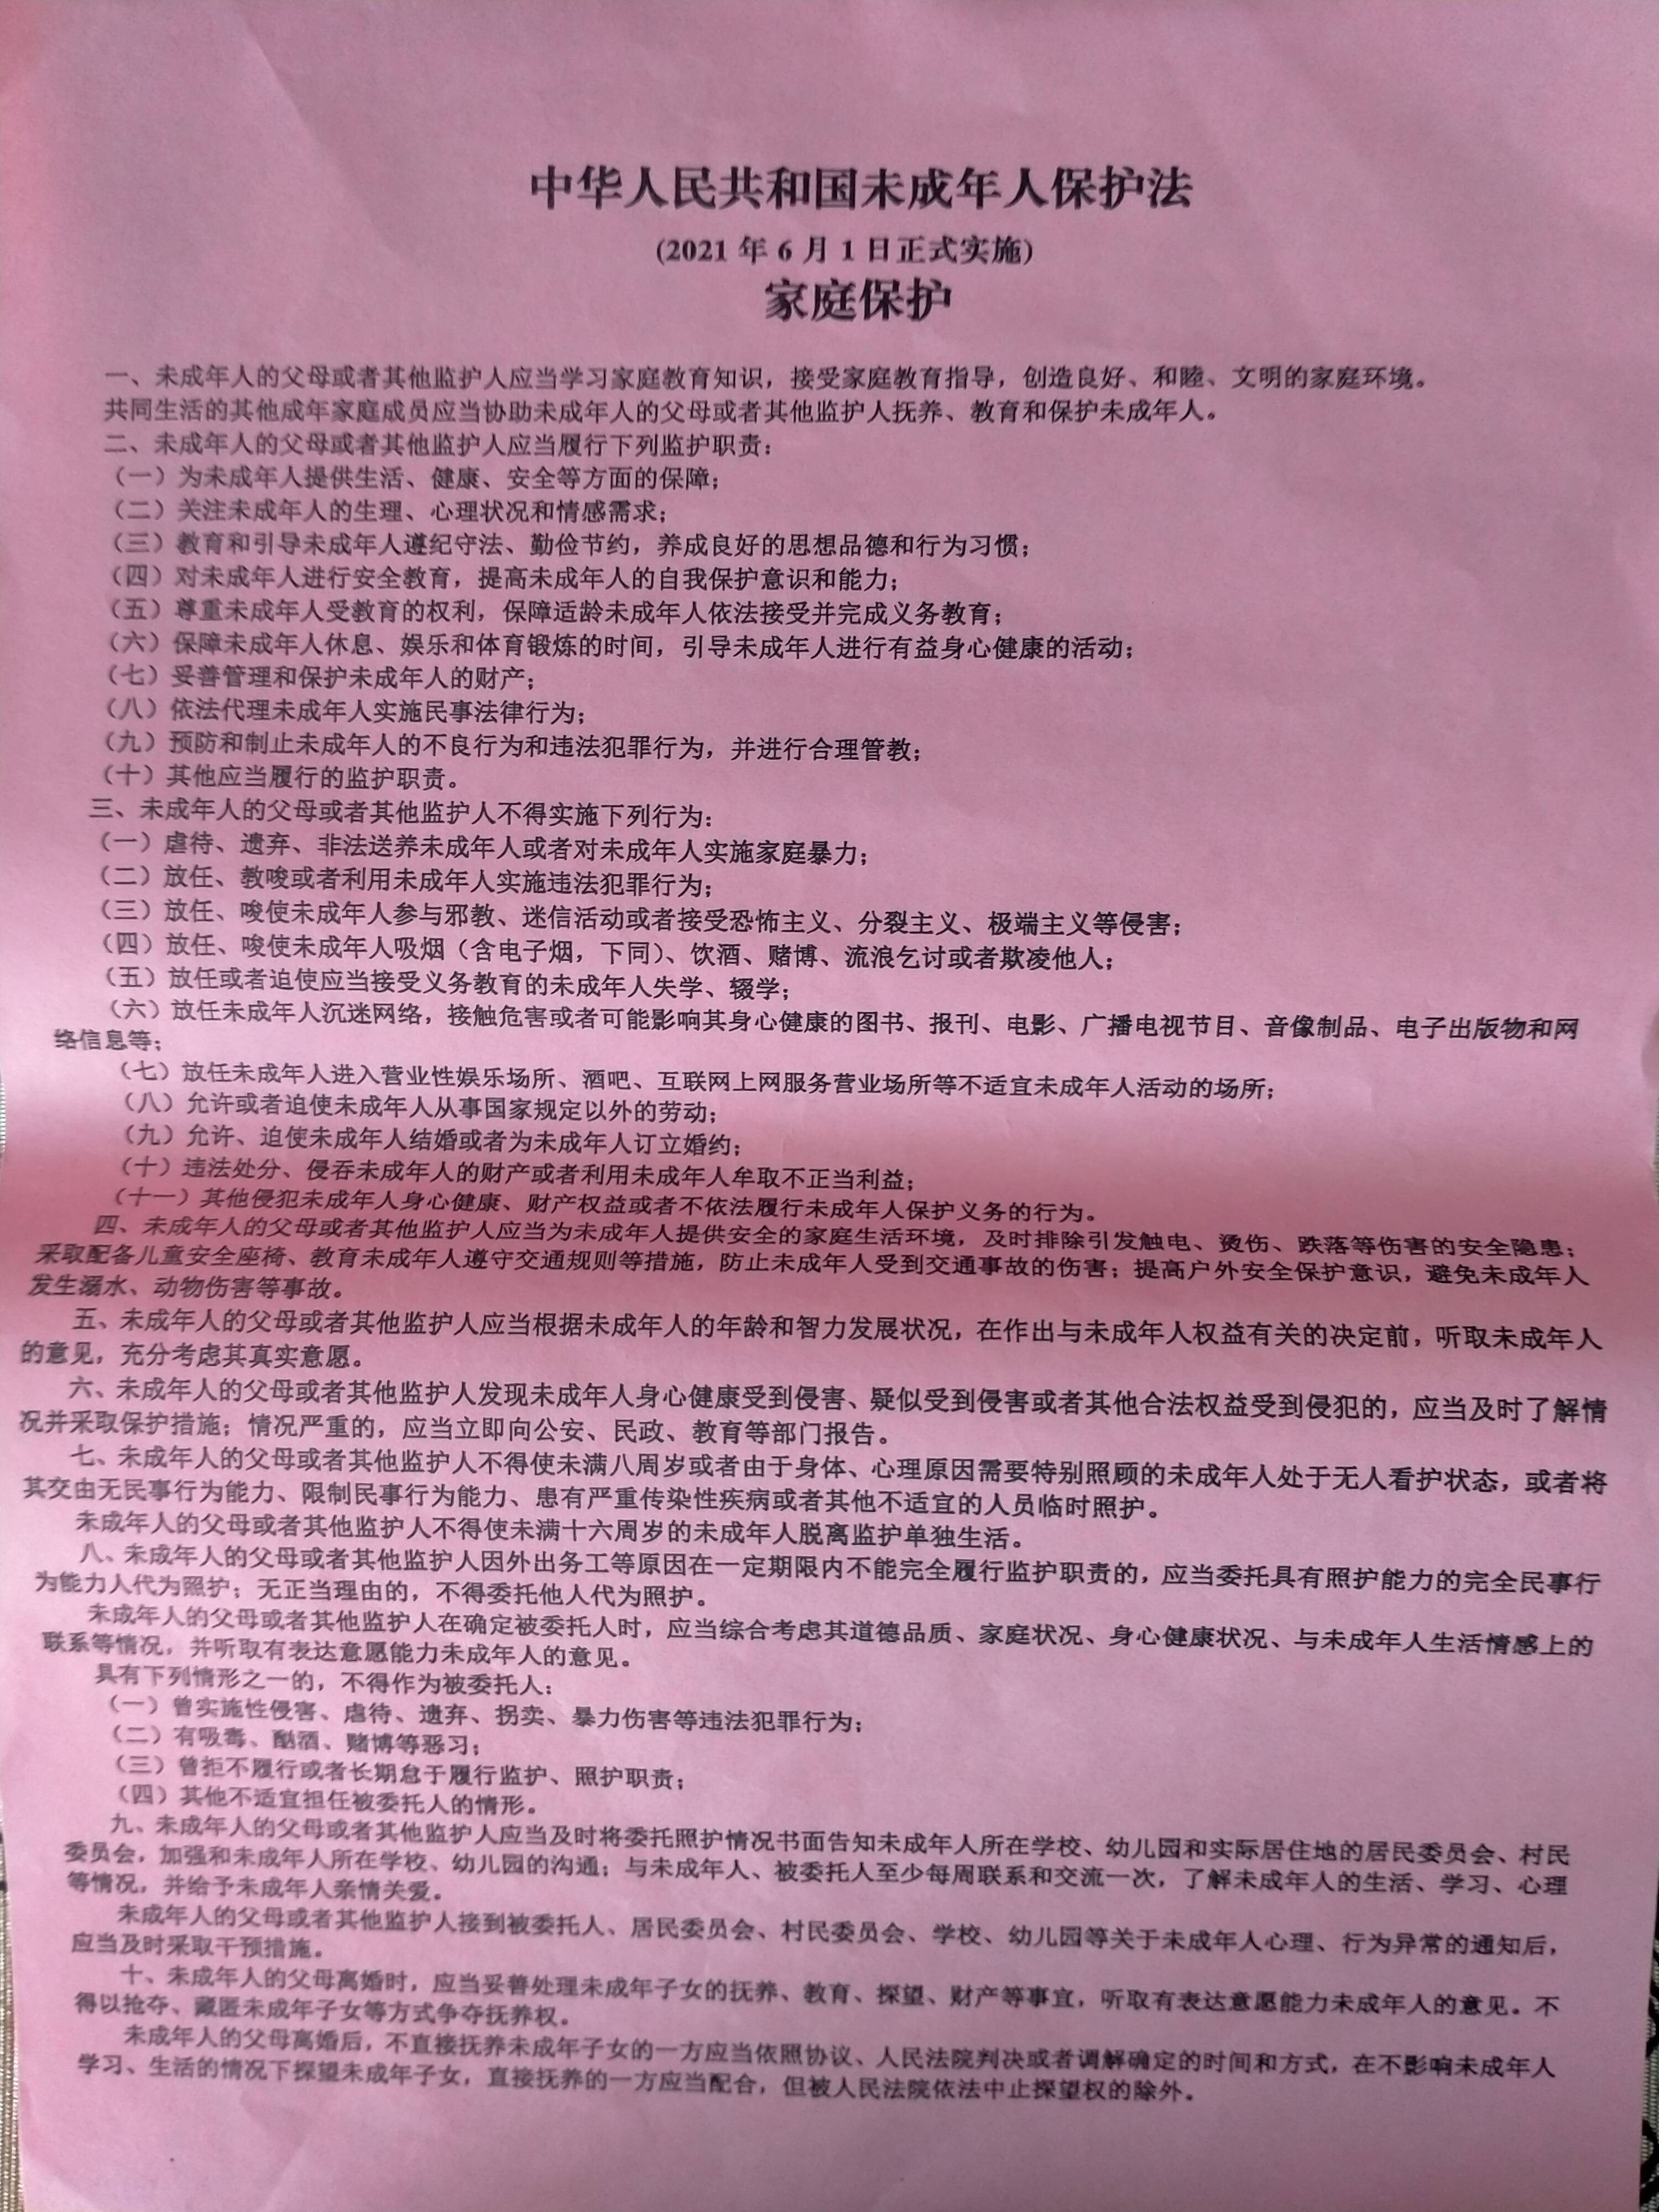 中华人民共和国未成年人保护法
(2021 年 6 月 1 日正式实施)
家庭保护
一、未成年人的父母或者其他监护人应当学习家庭教育知识，接受家庭教育指导，创造良好、和睦、文明的家庭环境。
共同生活的其他成年家庭成员应当协助未成年人的父母或者其他监护人抚养、教育和保护未成年人。
二、未成年人的父母或者其他监护人应当履行下列监护职责：
（一）为未成年人提供生活、健康、安全等方面的保障；
（二）关注未成年人的生理、心理状况和情感需求；
（三）教育和引导未成年人遵纪守法、勤俭节约，养成良好的思想品德和行为习惯；
（四）对未成年人进行安全教育，提高未成年人的自我保护意识和能力；
（五）尊重未成年人受教育的权利，保障适龄未成年人依法接受并完成义务教育；
（六）保障未成年人休息、娱乐和体育锻炼的时间，引导未成年人进行有益身心健康的活动；
（七）妥善管理和保护未成年人的财产；
（八）依法代理未成年人实施民事法律行为；
（九）预防和制止未成年人的不良行为和违法犯罪行为，并进行合理管教；
（十）其他应当履行的监护职责。
三、未成年人的父母或者其他监护人不得实施下列行为：
（一）虐待、遗弃、非法送养未成年人或者对未成年人实施家庭暴力；
（二）放任、教唆或者利用未成年人实施违法犯罪行为；
（三）放任、唆使未成年人参与邪教、迷信活动或者接受恐怖主义、分裂主义、极端主义等侵害；
（四）放任、唆使未成年人吸烟（含电子烟，下同）、饮酒、赌博、流浪乞讨或者欺凌他人；
（五）放任或者迫使应当接受义务教育的未成年人失学、辍学；
（六）放任未成年人沉迷网络，接触危害或者可能影响其身心健康的图书、报刊、电影、广播电视节目、音像制品、电子出版物和网
络信息等；
（七）放任未成年人进入营业性娱乐场所、酒吧、互联网上网服务营业场所等不适宜未成年人活动的场所；
（八）允许或者迫使未成年人从事国家规定以外的劳动；
（九）允许、迫使未成年人结婚或者为未成年人订立婚约；
（十）违法处分、侵吞未成年人的财产或者利用未成年人牟取不正当利益；
（十一）其他侵犯未成年人身心健康、财产权益或者不依法履行未成年人保护义务的行为。
四、未成年人的父母或者其他监护人应当为未成年人提供安全的家庭生活环境，及时排除引发触电、烫伤、跌落等伤害的安全隐患；
采取配备儿童安全座椅、教育未成年人遵守交通规则等措施，防止未成年人受到交通事故的伤害；提高户外安全保护意识，避免未成年人
发生溺水、动物伤害等事故。
五、未成年人的父母或者其他监护人应当根据未成年人的年龄和智力发展状况，在作出与未成年人权益有关的决定前，听取未成年人
的意见，充分考虑其真实意愿。
六、未成年人的父母或者其他监护人发现未成年人身心健康受到侵害、疑似受到侵害或者其他合法权益受到侵犯的，应当及时了解情
况并采取保护措施；情况严重的，应当立即向公安、民政、教育等部门报告。
七、未成年人的父母或者其他监护人不得使未满八周岁或者由于身体、心理原因需要特别照顾的未成年人处于无人看护状态，或者将
其交由无民事行为能力、限制民事行为能力、患有严重传染性疾病或者其他不适宜的人员临时照护。
未成年人的父母或者其他监护人不得使未满十六周岁的未成年人脱离监护单独生活。
八、未成年人的父母或者其他监护人因外出务工等原因在一定期限内不能完全履行监护职责的，应当委托具有照护能力的完全民事行
为能力人代为照护；无正当理由的，不得委托他人代为照护。
未成年人的父母或者其他监护人在确定被委托人时，应当综合考虑其道德品质、家庭状况、身心健康状况、与未成年人生活情感上的
联系等情况，并听取有表达意愿能力未成年人的意见。
具有下列情形之一的，不得作为被委托人：
（一）曾实施性侵害、虐待、遗弃、拐卖、暴力伤害等违法犯罪行为；
（二）有吸毒、酗酒、赌博等恶习；
（三）曾拒不履行或者长期怠于履行监护、照护职责；
（四）其他不适宜担任被委托人的情形。
九、未成年人的父母或者其他监护人应当及时将委托照护情况书面告知未成年人所在学校、幼儿园和实际居住地的居民委员会、村民
委员会，加强和未成年人所在学校、幼儿园的沟通；与未成年人、被委托人至少每周联系和交流一次，了解未成年人的生活、学习、心理
等情况，并给予未成年人亲情关爱。
未成年人的父母或者其他监护人接到被委托人、居民委员会、村民委员会、学校、幼儿园等关于未成年人心理、行为异常的通知后，
应当及时采取干预措施。
十、未成年人的父母离婚时，应当妥善处理未成年子女的抚养、教育、探望、财产等事宜，听取有表达意愿能力未成年人的意见。不
得以抢夺、藏匿未成年子女等方式争夺抚养权。
未成年人的父母离婚后，不直接抚养未成年子女的一方应当依照协议、人民法院判决或者调解确定的时间和方式，在不影响未成年人
学习、生活的情况下探望未成年子女，直接抚养的一方应当配合，但被人民法院依法中止探望权的除外。